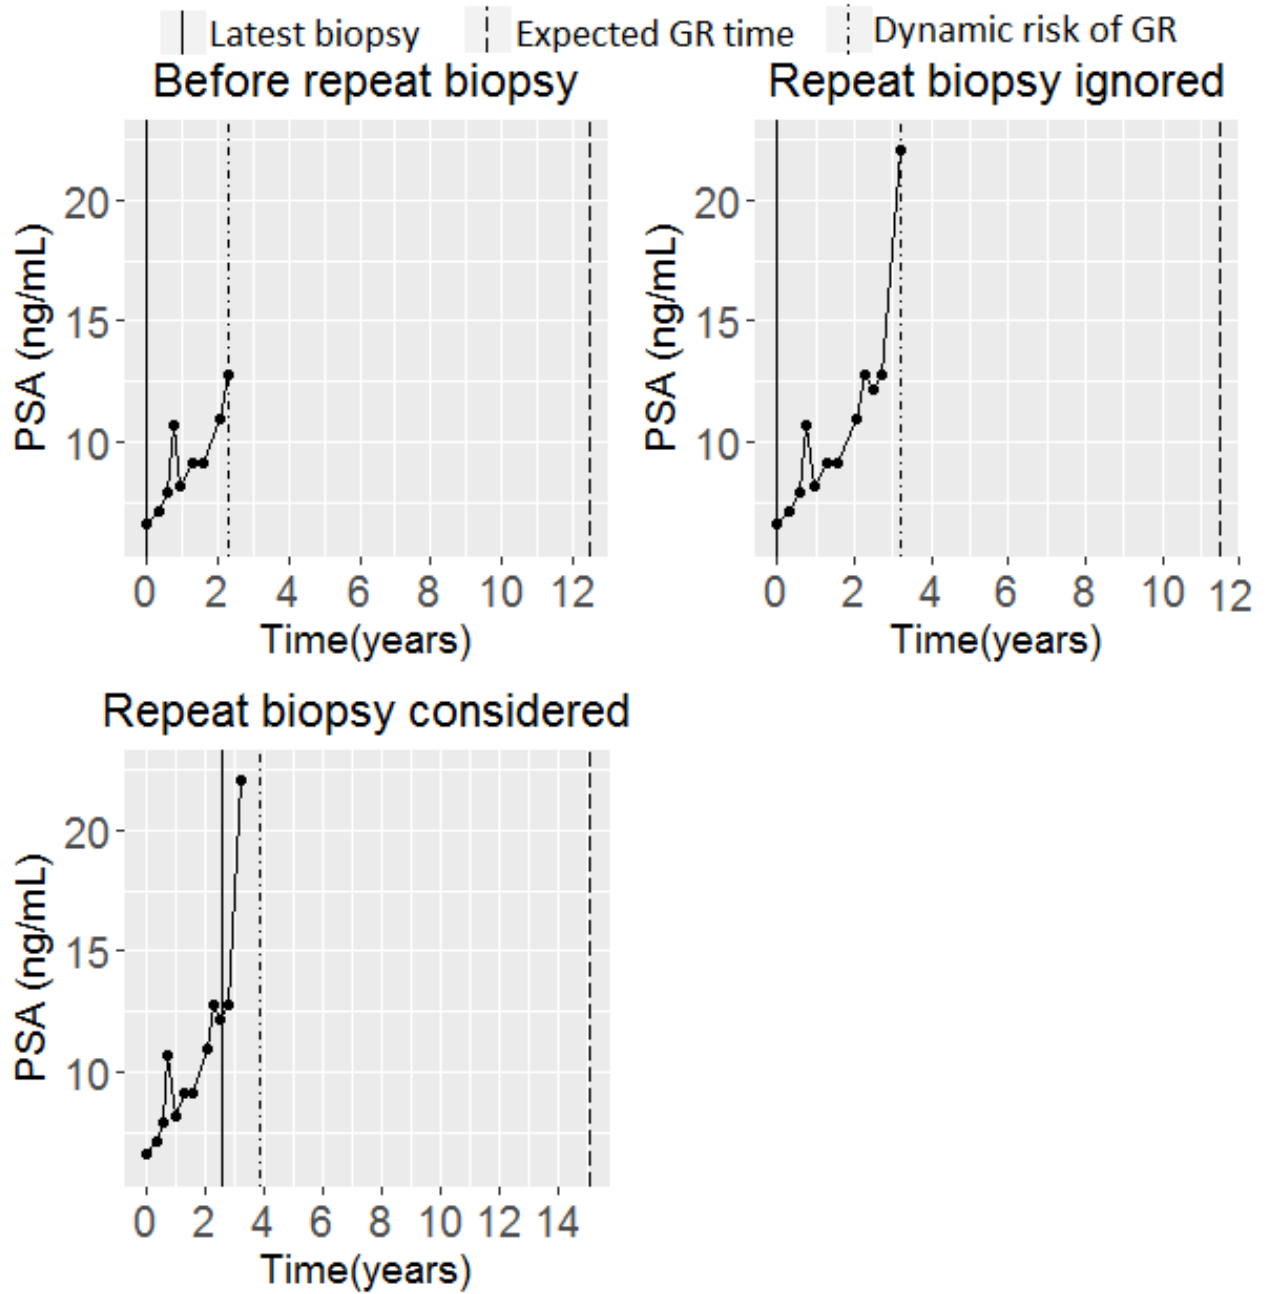 Latest biopsy Expected GR time Dynamic risk of GR
Before repeat biopsy
PSA (ng/mL)
20
15
10
0 2 4 6 8 10 12
Time(years)
Repeat biopsy ignored
PSA (ng/mL)
20
15
10
0 2 4 6 8 10 12
Time(years)
Repeat biopsy considered
PSA (ng/mL)
20
15
10
0 2 4 6 8 10 12 14
Time(years)